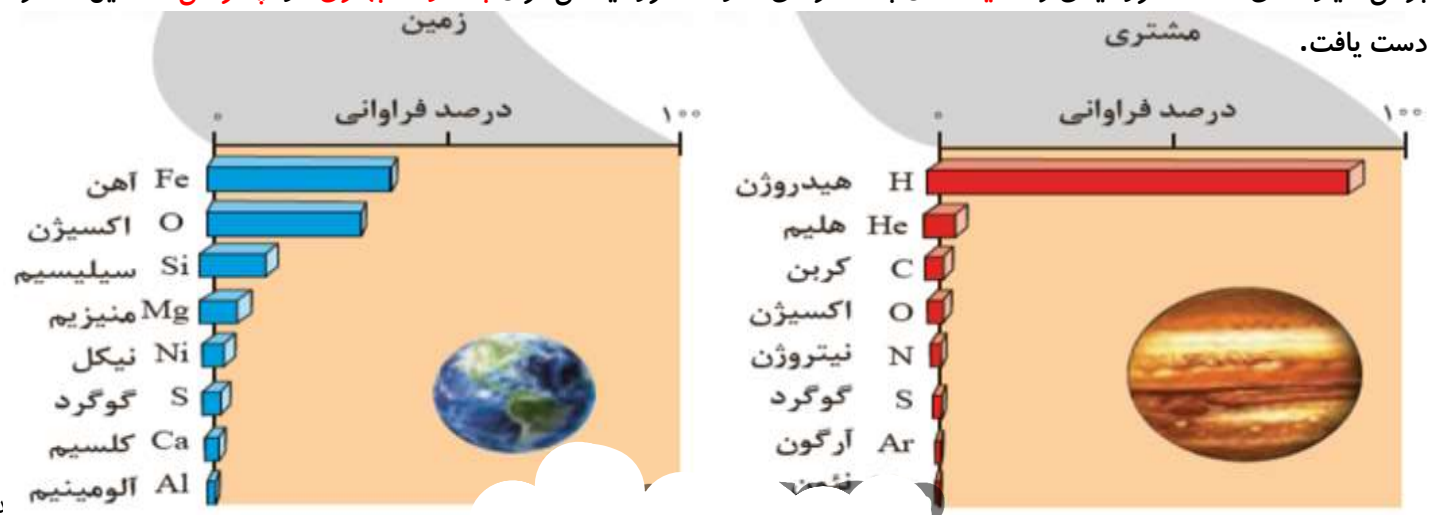 دست یافت.
مشتری
۰ درصد فراوانی ۱۰۰
هیدروژن H
هلیم He
کربن C
اکسیژن O
نیتروژن N
گوگرد S
آرگون Ar
نئون
زمین
۰ درصد فراوانی ۱۰۰
آهن Fe
اکسیژن O
سیلیسیم Si
منیزیم Mg
نیکل Ni
گوگرد S
کلسیم Ca
آلومینیم Al